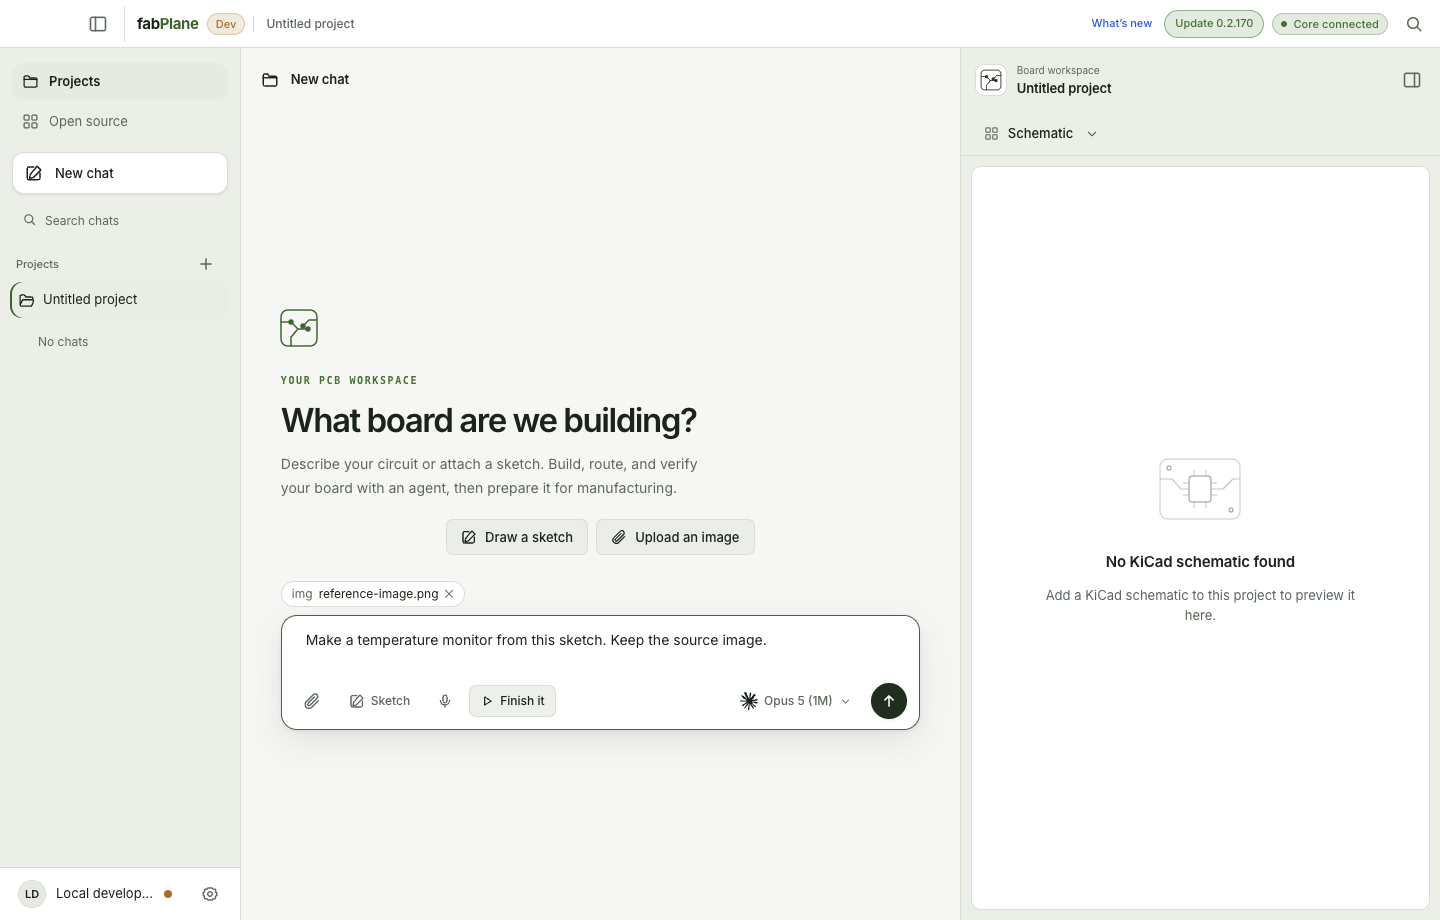 fabPlane
Dev
Untitled project
What's new
Update 0.2.170
Core connected
Projects
Open source
New chat
Search chats
Projects
Untitled project
No chats
LD
Local develop...
New chat
YOUR PCB WORKSPACE
What board are we building?
Describe your circuit or attach a sketch. Build, route, and verify
your board with an agent, then prepare it for manufacturing.
Draw a sketch
Upload an image
img reference-image.png
Make a temperature monitor from this sketch. Keep the source image.
Sketch
Finish it
Opus 5 (1M)
Board workspace
Untitled project
Schematic
No KiCad schematic found
Add a KiCad schematic to this project to preview it
here.